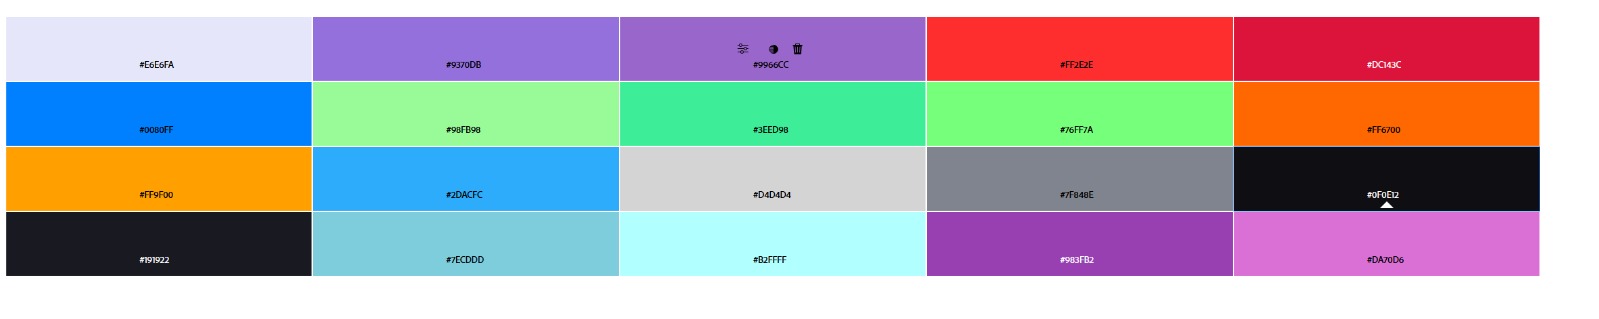 #E6E6FA
#9370DB
#9966CC
#FF2E2E
#DC143C
#0080FF
#98FB98
#3EED98
#76FF7A
#FF6700
#FF9F00
#2DACFC
#D4D4D4
#7F848E
#0F0E12
#191922
#7ECDDD
#B2FFFF
#983FB2
#DA70D6